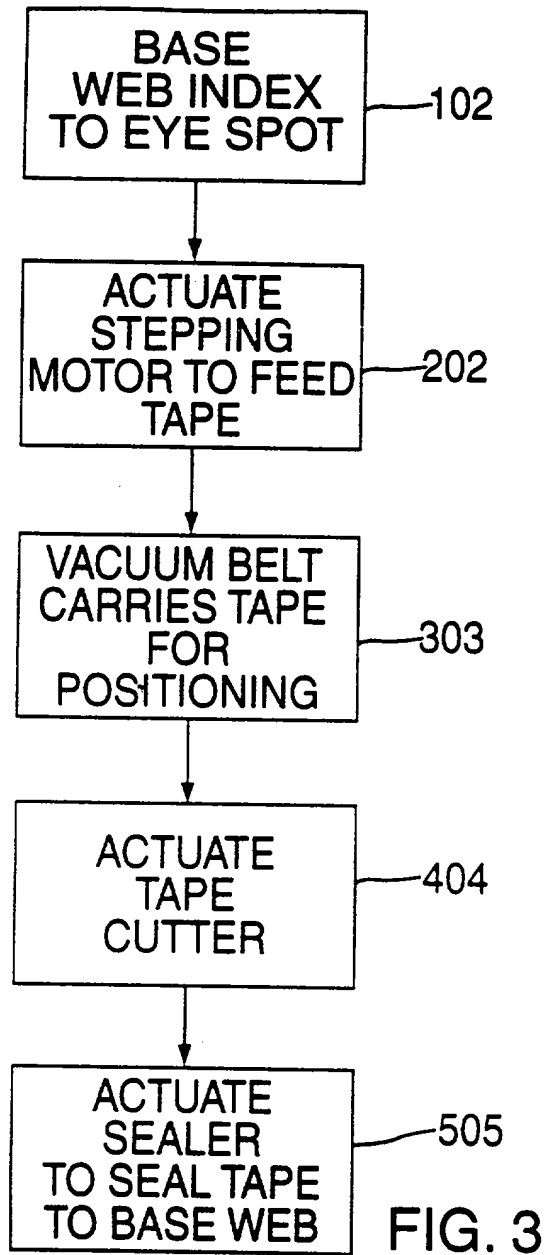 BASE
WEB INDEX
TO EYE SPOT
102
ACTUATE
STEPPING
MOTOR TO FEED
TAPE
202
VACUUM BELT
CARRIES TAPE
FOR
POSITIONING
303
ACTUATE
TAPE
CUTTER
404
ACTUATE
SEALER
TO SEAL TAPE
TO BASE WEB
505
FIG. 3